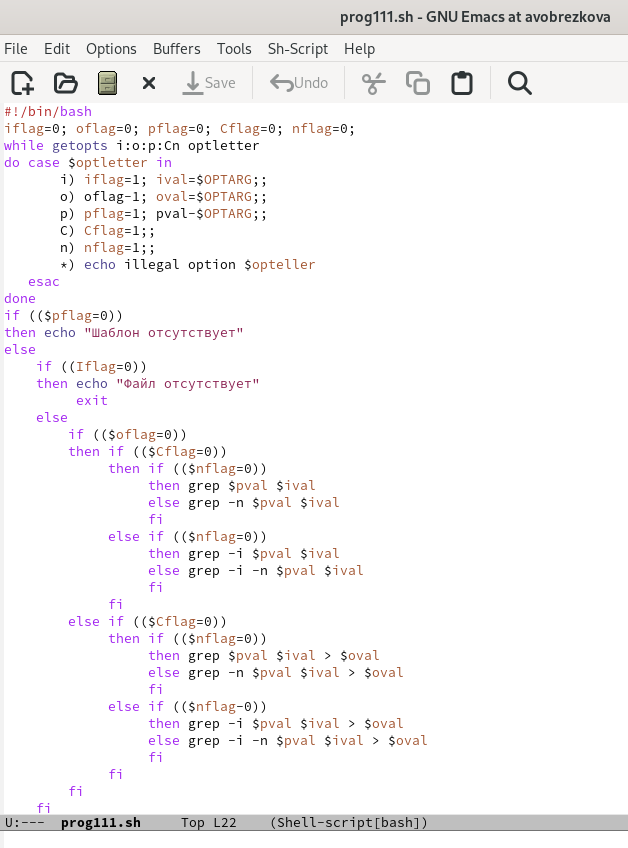 prog111.sh - GNU Emacs at avobrezkova
File Edit Options Buffers Tools Sh-Script Help
Save Undo
#!/bin/bash
iflag=0; oflag=0; pflag=0; Cflag=0; nflag=0;
while getopts i:o:p:Cn optletter
do case $optletter in
       i) iflag=1; ival=$OPTARG;;
       o) oflag-1; oval=$OPTARG;;
       p) pflag=1; pval-$OPTARG;;
       C) Cflag=1;;
       n) nflag=1;;
       *) echo illegal option $opteller
   esac
done
if (($pflag=0))
then echo "Шаблон отсутствует"
else
    if ((Iflag=0))
    then echo "Файл отсутствует"
         exit
    else
        if (($oflag=0))
        then if (($Cflag=0))
             then if (($nflag=0))
                  then grep $pval $ival
                  else grep -n $pval $ival
                  fi
             else if (($nflag=0))
                  then grep -i $pval $ival
                  else grep -i -n $pval $ival
                  fi
             fi
        else if (($Cflag=0))
             then if (($nflag=0))
                  then grep $pval $ival > $oval
                  else grep -n $pval $ival > $oval
                  fi
             else if (($nflag-0))
                  then grep -i $pval $ival > $oval
                  else grep -i -n $pval $ival > $oval
                  fi
             fi
        fi
    fi
U:--- prog111.sh Top L22 (Shell-script[bash])